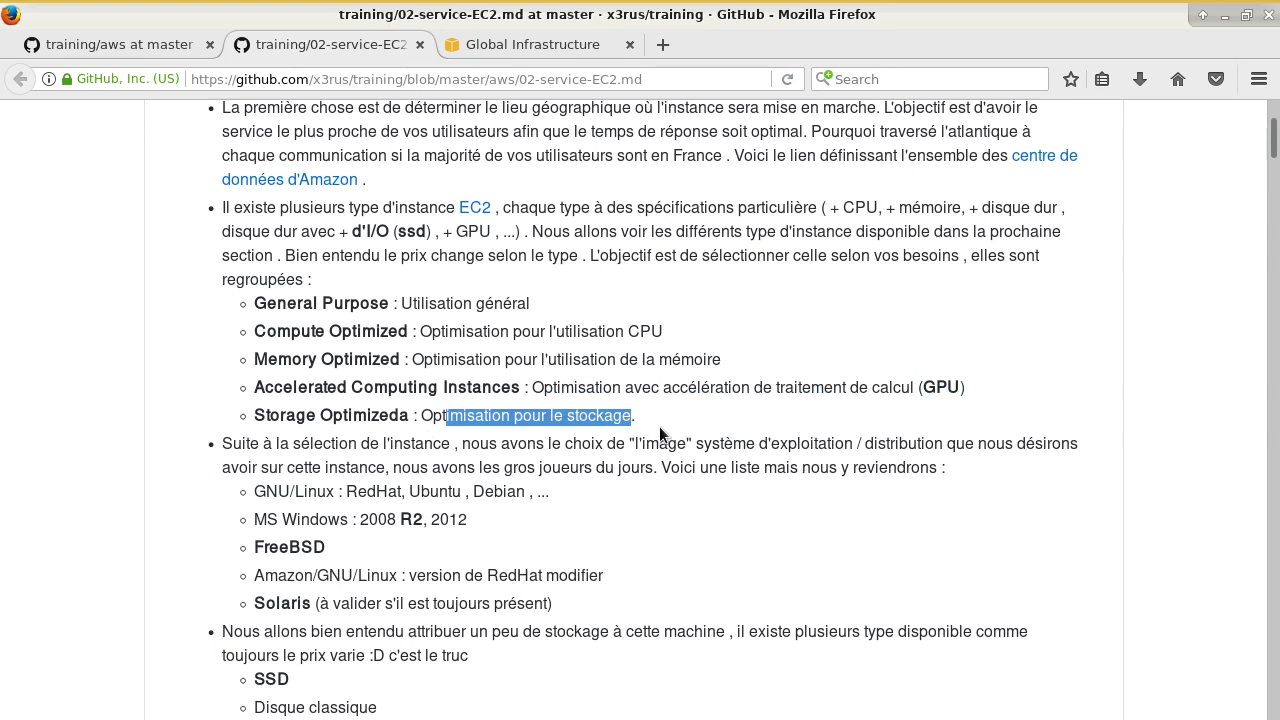 training/02-service-EC2.md at master · x3rus/training · GitHub - Mozilla Firefox
training/aws at master
training/02-service-EC2
Global Infrastructure
GitHub, Inc. (US)
https://github.com/x3rus/training/blob/master/aws/02-service-EC2.md
Search
• La première chose est de déterminer le lieu géographique où l'instance sera mise en marche. L'objectif est d'avoir le
service le plus proche de vos utilisateurs afin que le temps de réponse soit optimal. Pourquoi traversé l'atlantique à
chaque communication si la majorité de vos utilisateurs sont en France . Voici le lien définissant l'ensemble des centre de
données d'Amazon .
• Il existe plusieurs type d'instance EC2 , chaque type à des spécifications particulière ( + CPU, + mémoire, + disque dur ,
disque dur avec + d'I/O (ssd) , + GPU , ...) . Nous allons voir les différents type d'instance disponible dans la prochaine
section . Bien entendu le prix change selon le type . L'objectif est de sélectionner celle selon vos besoins , elles sont
regroupées :
◦ General Purpose : Utilisation général
◦ Compute Optimized : Optimisation pour l'utilisation CPU
◦ Memory Optimized : Optimisation pour l'utilisation de la mémoire
◦ Accelerated Computing Instances : Optimisation avec accélération de traitement de calcul (GPU)
◦ Storage Optimizeda : Optimisation pour le stockage.
• Suite à la sélection de l'instance , nous avons le choix de "l'image" système d'exploitation / distribution que nous désirons
avoir sur cette instance, nous avons les gros joueurs du jours. Voici une liste mais nous y reviendrons :
◦ GNU/Linux : RedHat, Ubuntu , Debian , ...
◦ MS Windows : 2008 R2, 2012
◦ FreeBSD
◦ Amazon/GNU/Linux : version de RedHat modifier
◦ Solaris (à valider s'il est toujours présent)
• Nous allons bien entendu attribuer un peu de stockage à cette machine , il existe plusieurs type disponible comme
toujours le prix varie :D c'est le truc
◦ SSD
◦ Disque classique